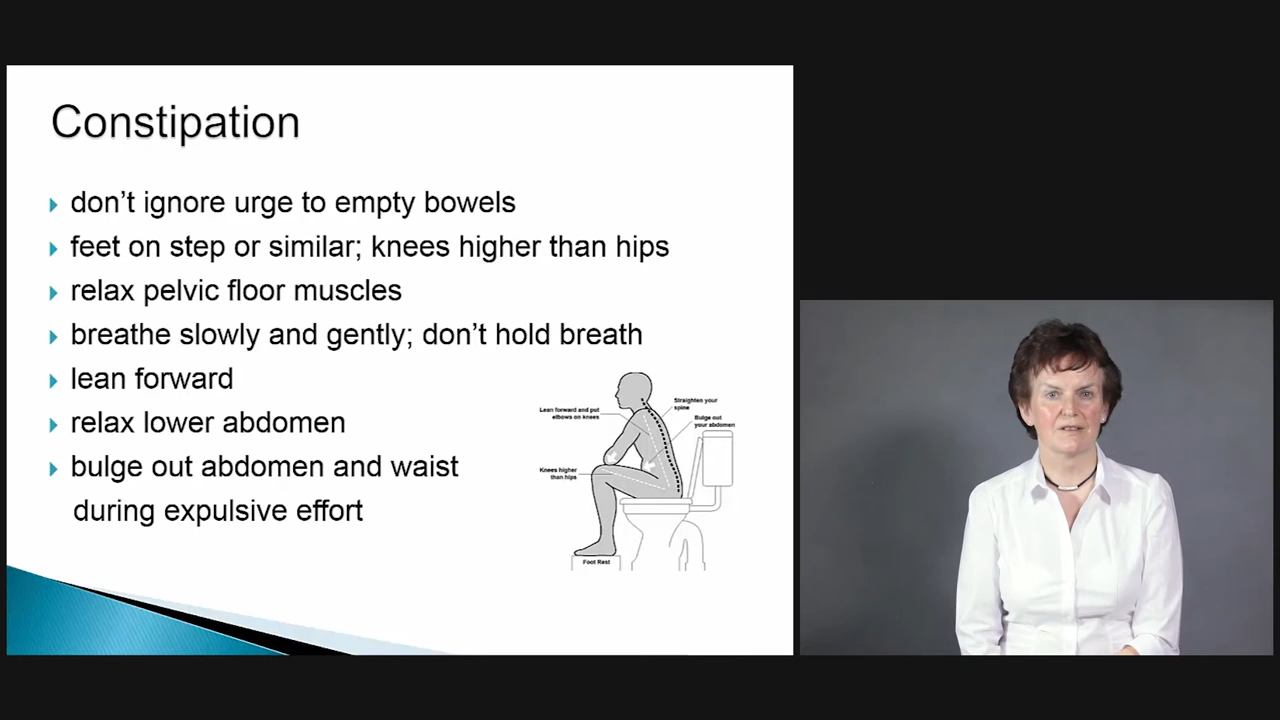 Constipation
don't ignore urge to empty bowels
feet on step or similar; knees higher than hips
relax pelvic floor muscles
breathe slowly and gently; don't hold breath
lean forward
relax lower abdomen
bulge out abdomen and waist
during expulsive effort
Straighten your
spine
Lean forward and put
elbows on knees
Bulge out
your abdomen
Knees higher
than hips
Foot Rest